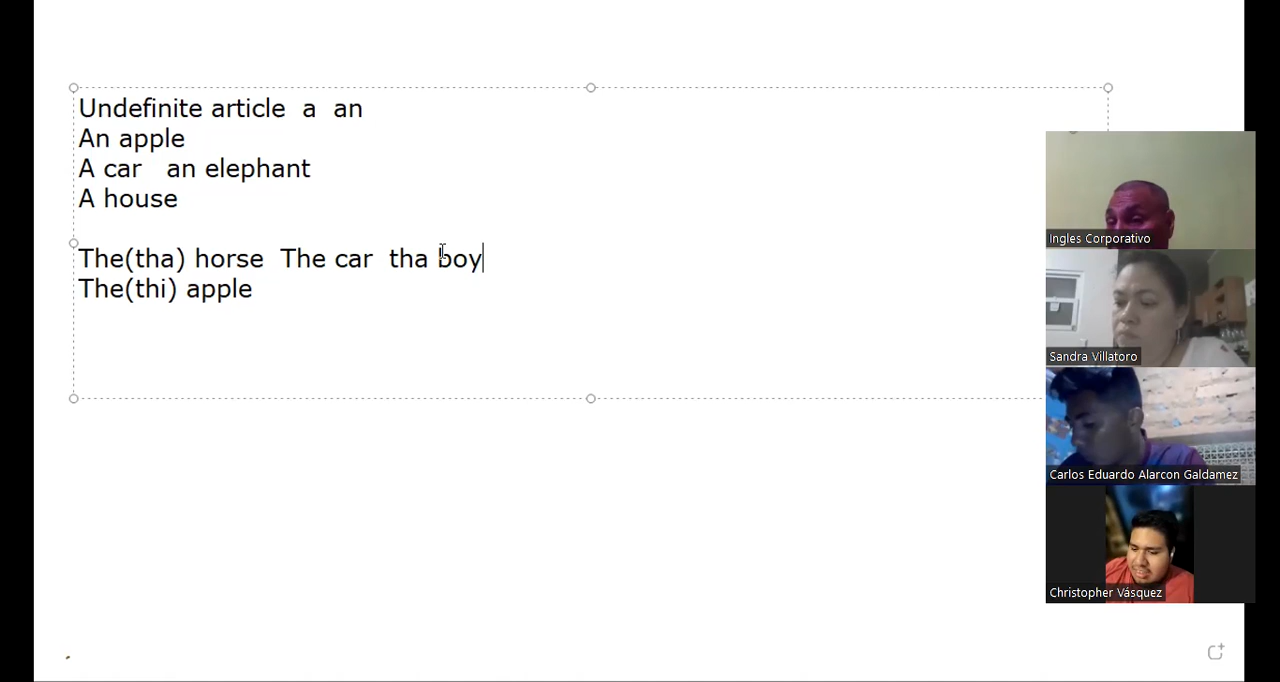 Undefinite article  a  an
An apple
A car   an elephant
A house
The(tha) horse  The car  tha boy
The(thi) apple
Ingles Corporativo
Sandra Villatoro
Carlos Eduardo Alarcon Galdamez
Christopher Vásquez